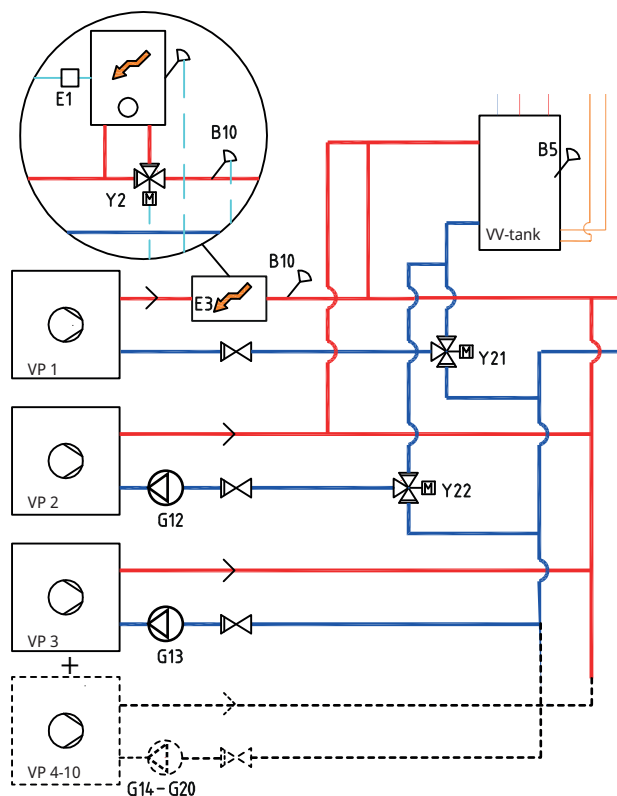 E1
B10
Y2
M
B5
VV-tank
B10
E3
M
Y21
VP 1
M
Y22
VP 2
G12
VP 3
G13
+
VP 4-10
G14-G20